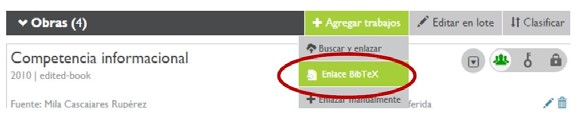 Obras (4)
+ Agregar trabajos
Editar en lote
Clasificar
Buscar y enlazar
Enlace BibTeX
+ Enlazar manualmente
Competencia informacional
2010 | edited-book
Fuente: Mila Cascajares Rupérez
ferida